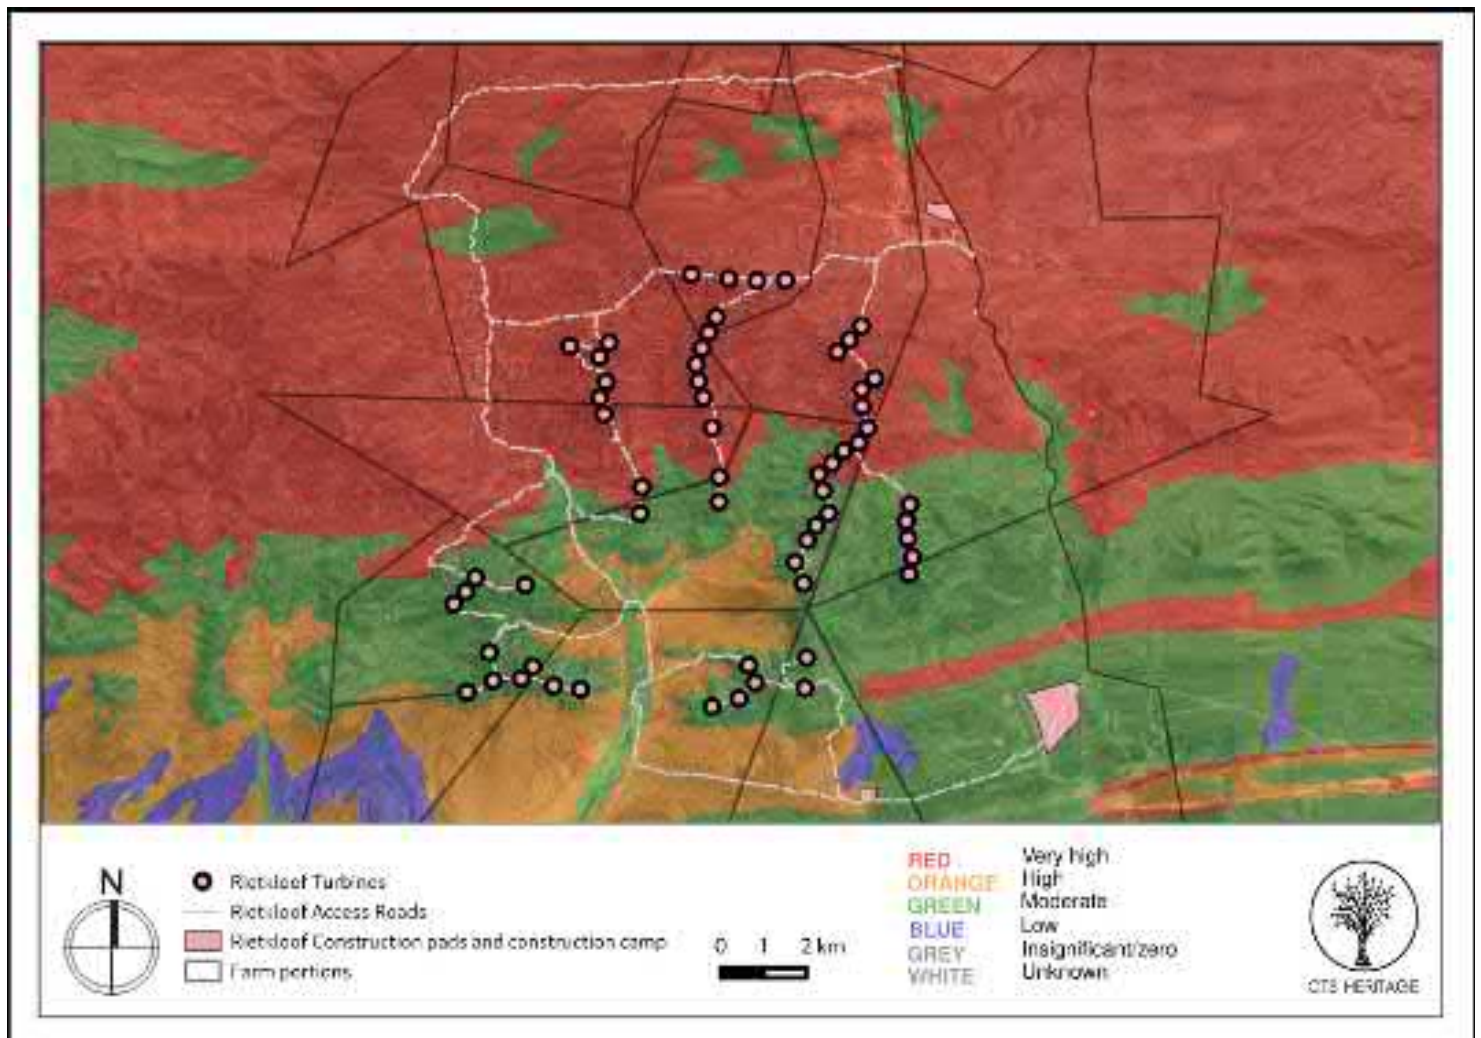 N
Rietkloof Turbines
Rietkloof Access Roads
Rietkloof Construction pads and construction camp
Farm portions
0 1 2 km
RED Very high
ORANGE High
GREEN Moderate
BLUE Low
GREY Insignificant/zero
WHITE Unknown
CTS HERITAGE